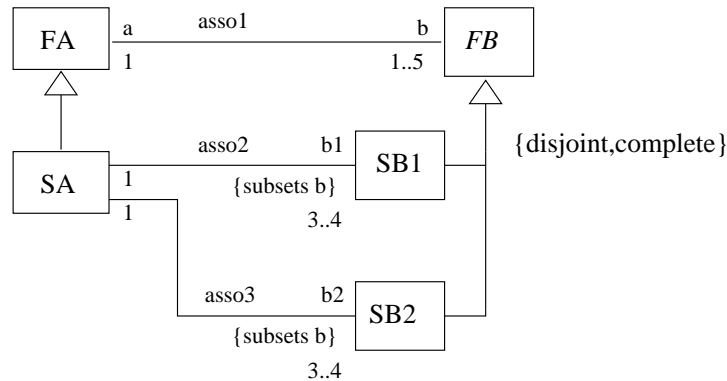 FA
a
asso1
b
FB
1
1..5
{disjoint,complete}
asso2
b1
SB1
SA
1
{subsets b}
1
3..4
asso3
b2
SB2
{subsets b}
3..4